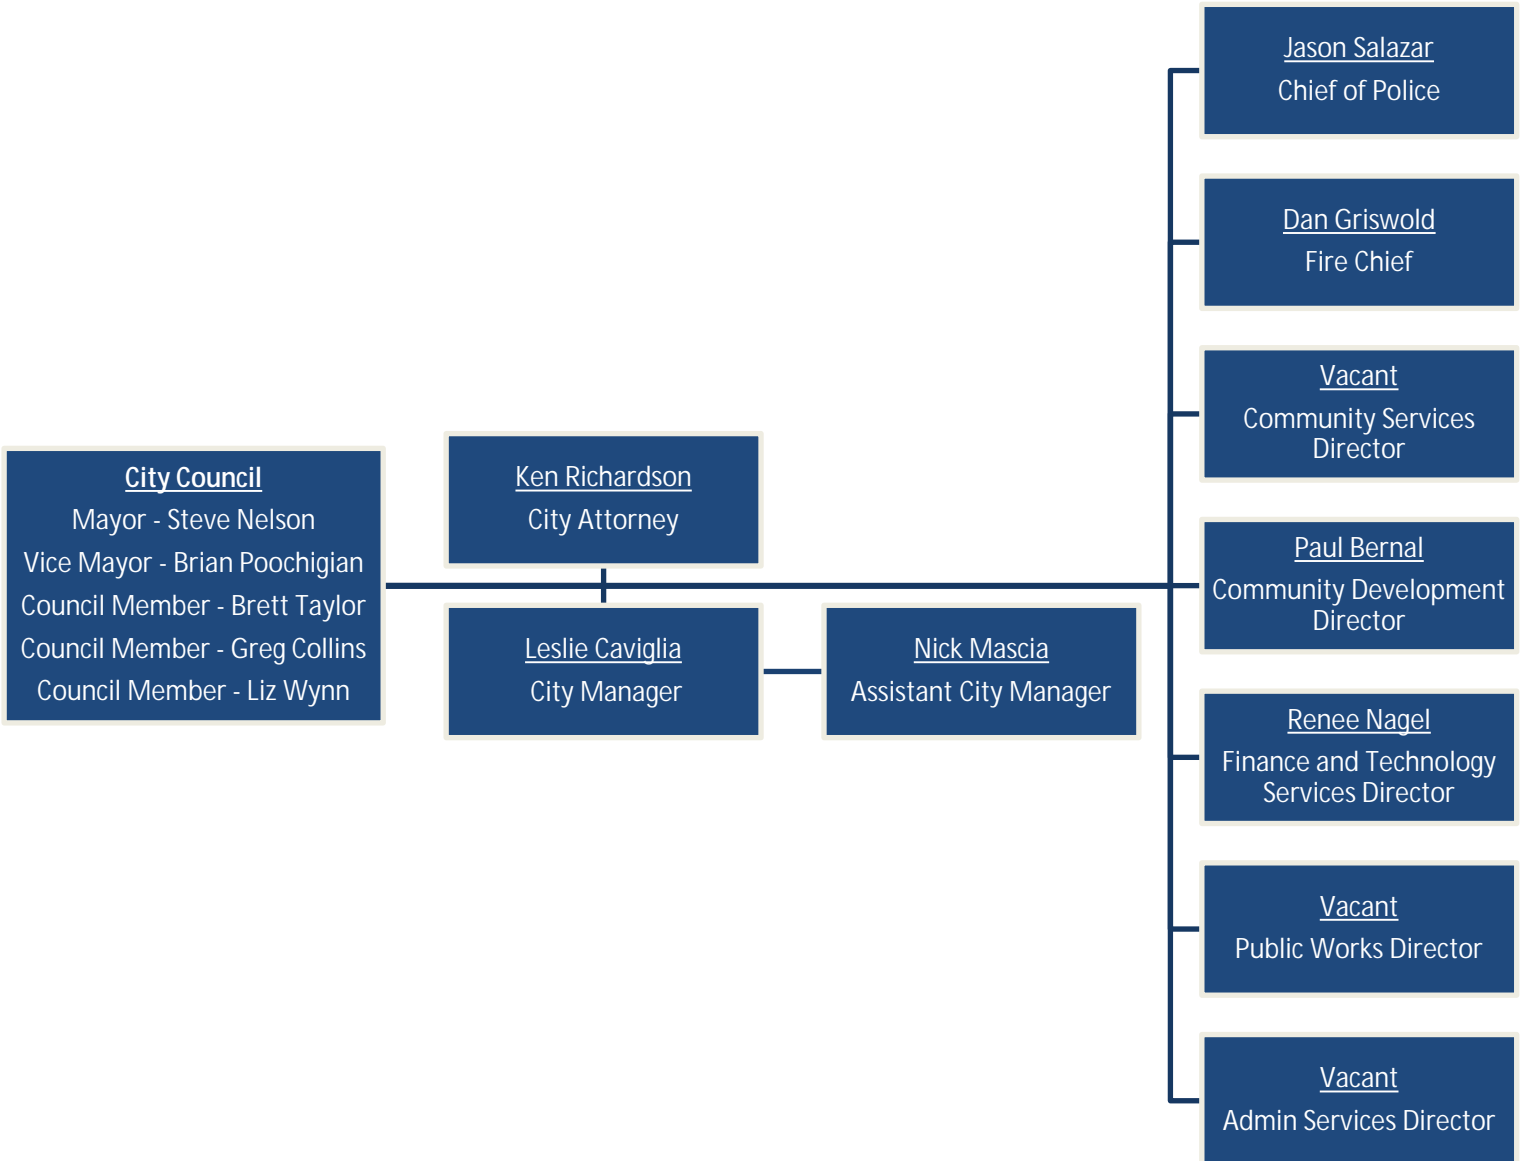 City Council
Mayor - Steve Nelson
Vice Mayor - Brian Poochigian
Council Member - Brett Taylor
Council Member - Greg Collins
Council Member - Liz Wynn
Ken Richardson
City Attorney
Leslie Caviglia
City Manager
Nick Mascia
Assistant City Manager
Jason Salazar
Chief of Police
Dan Griswold
Fire Chief
Vacant
Community Services
Director
Paul Bernal
Community Development
Director
Renee Nagel
Finance and Technology
Services Director
Vacant
Public Works Director
Vacant
Admin Services Director